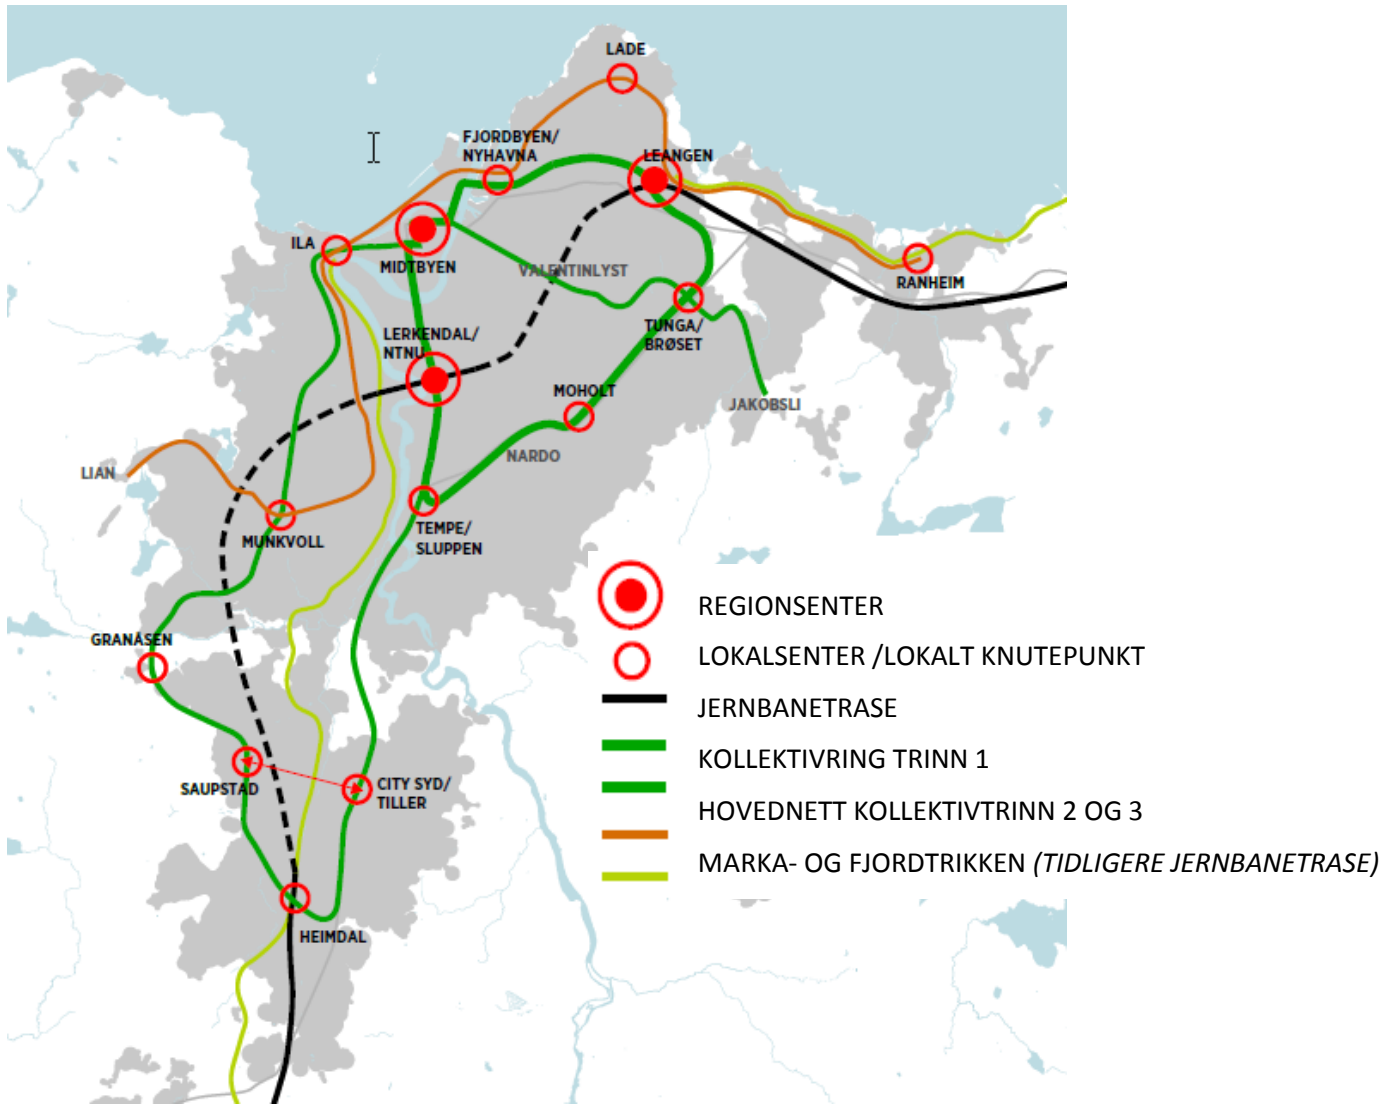 LADE
FJORDBYEN/
NYHAVNA
LEANGEN
ILA
MIDTBYEN
VALENTINLYST
RANHEIM
LERKENDAL/
NTNU
TUNGA/
BRØSET
MOHOLT
JAKOBSLI
NARDO
LIAN
MUNKVOLL
TEMPE/
SLUPPEN
GRANÅSEN
SAUPSTAD
CITY SYD/
TILLER
HEIMDAL
REGIONSENTER
LOKALSENTER /LOKALT KNUTEPUNKT
JERNBANETRASE
KOLLEKTIVRING TRINN 1
HOVEDNETT KOLLEKTIVTRINN 2 OG 3
MARKA- OG FJORDTRIKKEN (TIDLIGERE JERNBANETRASE)